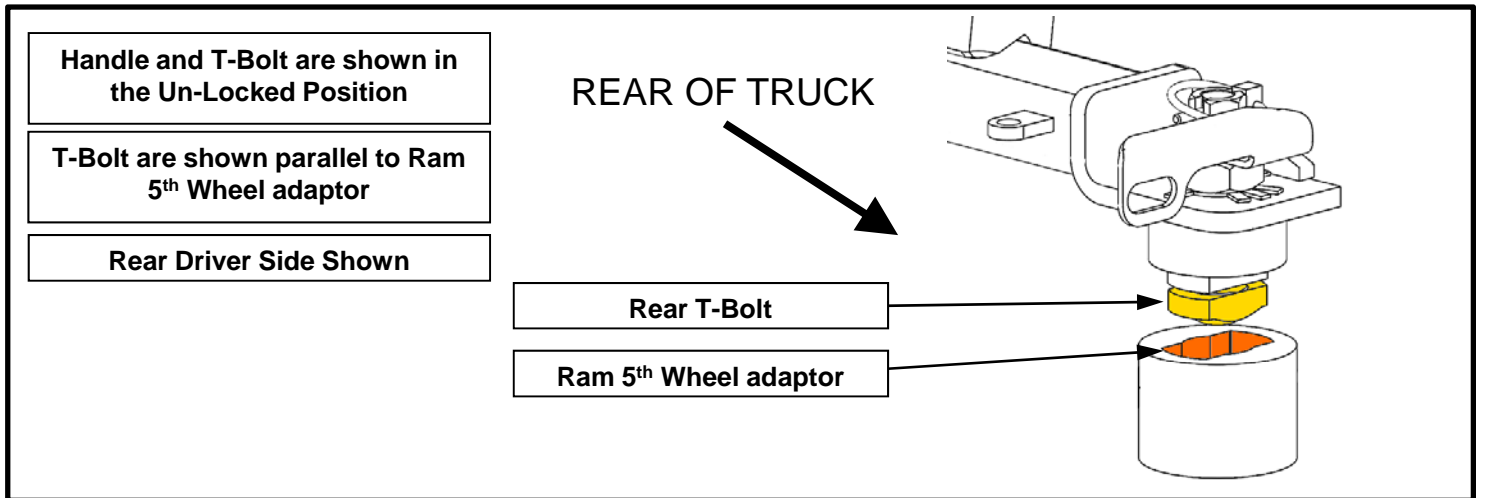 Handle and T-Bolt are shown in
the Un-Locked Position
T-Bolt are shown parallel to Ram
5th Wheel adaptor
Rear Driver Side Shown
REAR OF TRUCK
Rear T-Bolt
Ram 5th Wheel adaptor